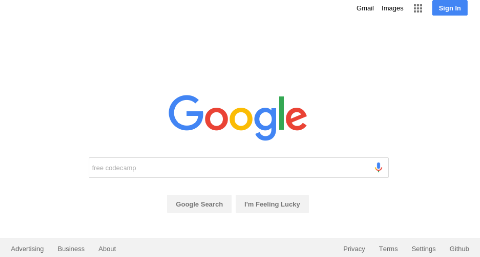 Gmail Images Sign In
Google
free codecamp
Google Search I'm Feeling Lucky
Advertising Business About Privacy Terms Settings Github